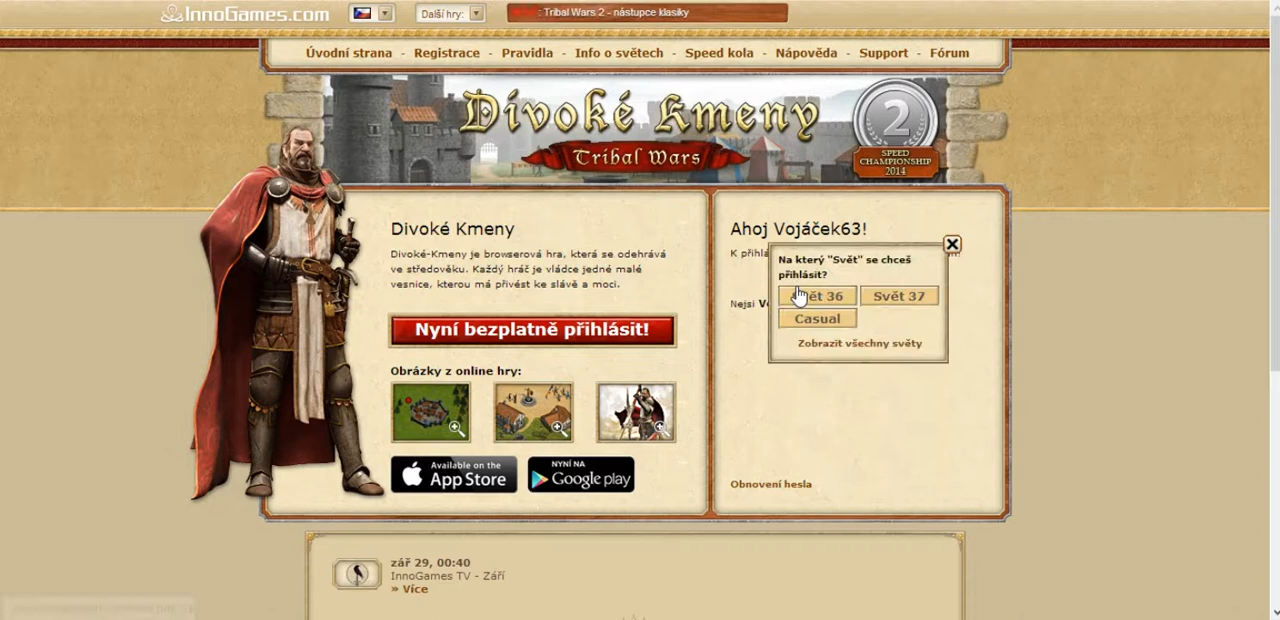 InnoGames.com
Další hry:
: Tribal Wars 2 - nástupce klasiky
Úvodní strana - Registrace - Pravidla - Info o světech - Speed kola - Nápověda - Support - Fórum
Divoké Kmeny
Tribal Wars
2
SPEED
CHAMPIONSHIP
2014
Divoké Kmeny
Divoké-Kmeny je browserová hra, která se odehrává
ve středověku. Každý hráč je vládce jedné malé
vesnice, kterou má přivést ke slávě a moci.
Nyní bezplatně přihlásit!
Obrázky z online hry:
Available on the
App Store
NYNÍ NA
Google play
Ahoj Vojáček63!
K přihlá
Na který "Svět" se chceš
přihlásit?
Svět 36
Svět 37
Nejsi
Casual
Zobrazit všechny světy
Obnovení hesla
zář 29, 00:40
InnoGames TV - Září
» Více